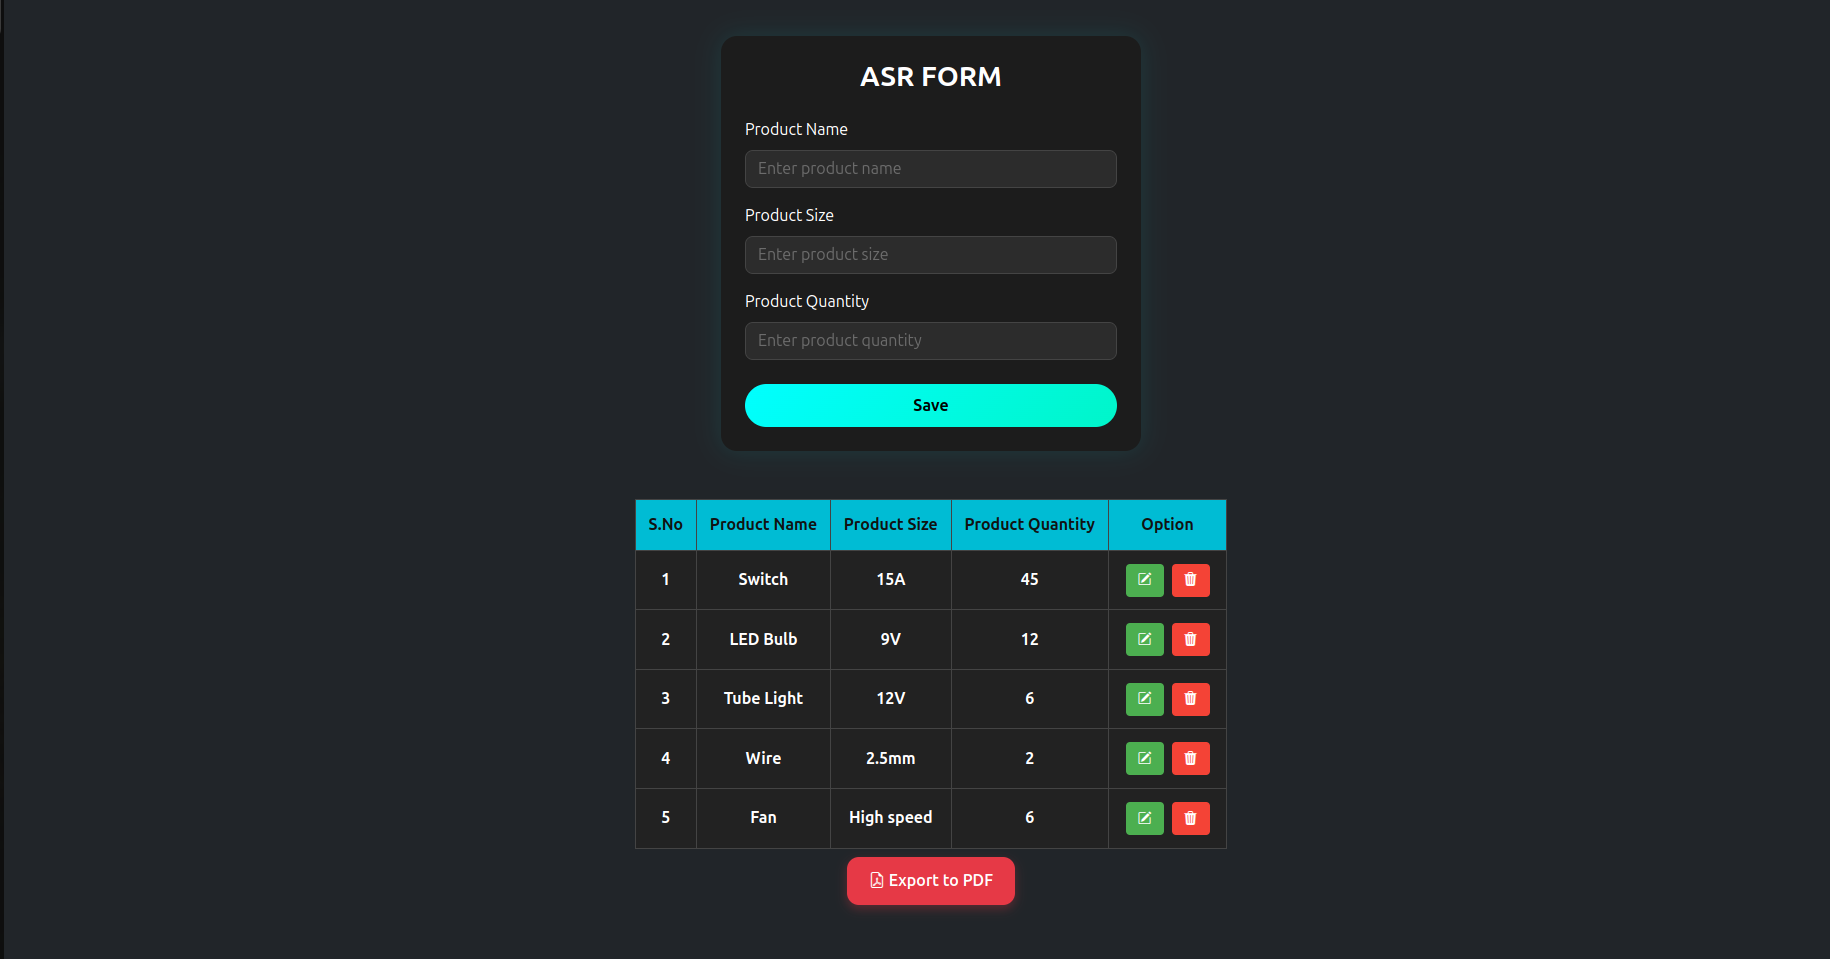 ASR FORM
Product Name
Enter product name
Product Size
Enter product size
Product Quantity
Enter product quantity
Save
S.No Product Name Product Size Product Quantity Option
1 Switch 15A 45
2 LED Bulb 9V 12
3 Tube Light 12V 6
4 Wire 2.5mm 2
5 Fan High speed 6
Export to PDF